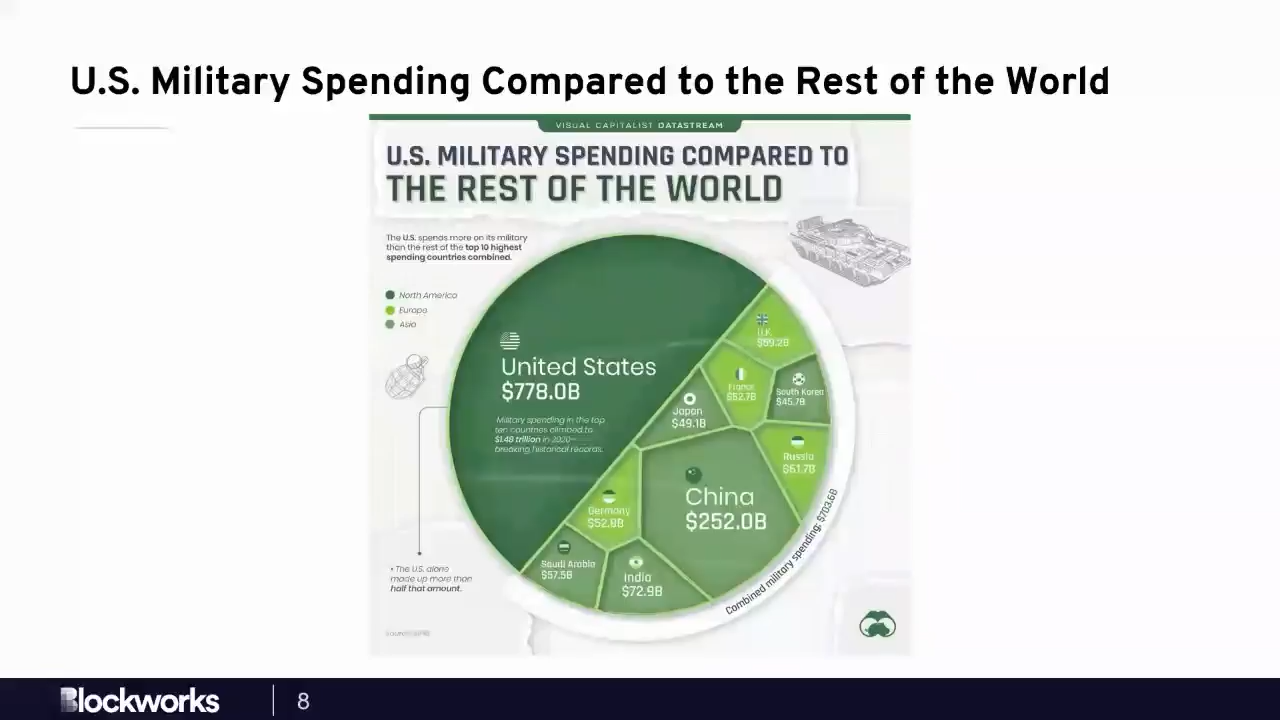 U.S. Military Spending Compared to the Rest of the World
VISUAL CAPITALIST DATASTREAM
U.S. MILITARY SPENDING COMPARED TO
THE REST OF THE WORLD
The U.S. spends more on its military
than the rest of the top 10 highest
spending countries combined.
North America
Europe
Asia
United States
$778.0B
Military spending in the top
ten countries climbed to
$1.48 trillion in 2020—
breaking historical records.
U.K.
$59.2B
France
$52.7B
South Korea
$45.7B
Japan
$49.1B
Russia
$61.7B
China
$252.0B
Germany
$52.8B
Saudi Arabia
$57.5B
India
$72.9B
Combined military spending: $703.6B
• The U.S. alone
made up more than
half that amount.
Source: SIPRI
Blockworks
8